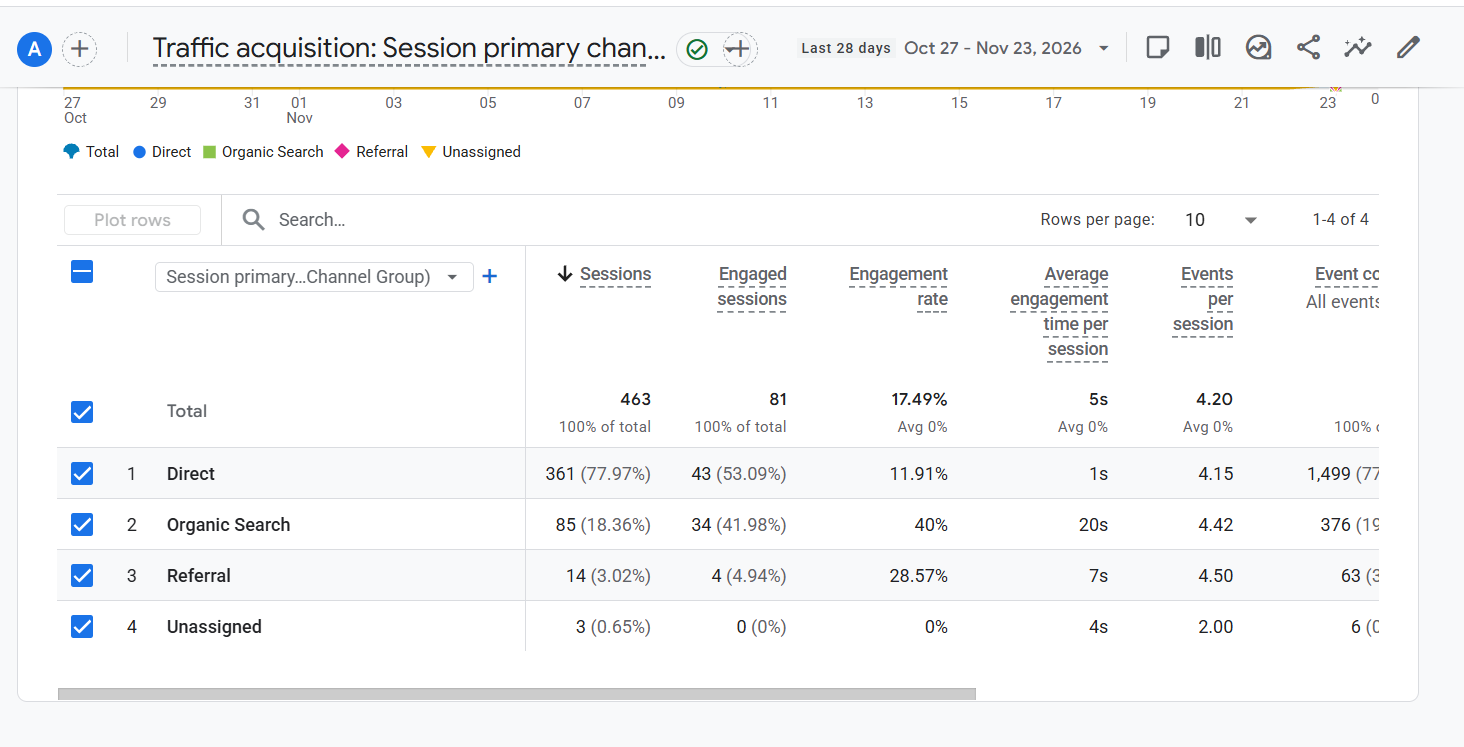 A
Traffic acquisition: Session primary chan...
Last 28 days Oct 27 - Nov 23, 2026
27 29 31 01 03 05 07 09 11 13 15 17 19 21 23 0
Oct Nov
Total Direct Organic Search Referral Unassigned
Plot rows Search... Rows per page: 10 1-4 of 4
Session primary...Channel Group)
Sessions
Engaged
sessions
Engagement
rate
Average
engagement
time per
session
Events
per
session
Event co
All events
Total 463 81 17.49% 5s 4.20
100% of total 100% of total Avg 0% Avg 0% Avg 0% 100%
1 Direct 361 (77.97%) 43 (53.09%) 11.91% 1s 4.15 1,499 (77
2 Organic Search 85 (18.36%) 34 (41.98%) 40% 20s 4.42 376 (19
3 Referral 14 (3.02%) 4 (4.94%) 28.57% 7s 4.50 63 (3
4 Unassigned 3 (0.65%) 0 (0%) 0% 4s 2.00 6 (0